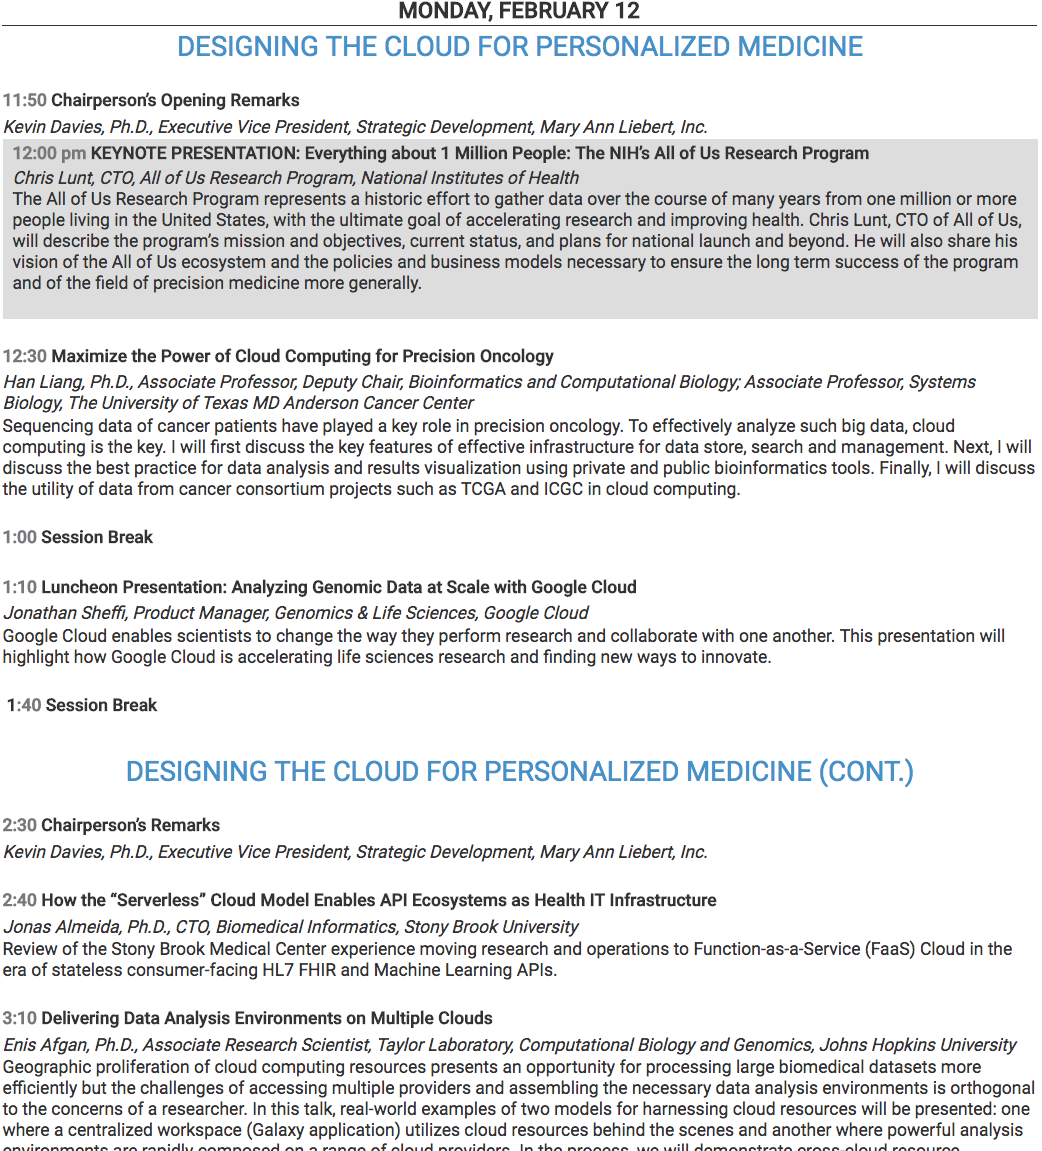 MONDAY, FEBRUARY 12
DESIGNING THE CLOUD FOR PERSONALIZED MEDICINE
11:50 Chairperson’s Opening Remarks
Kevin Davies, Ph.D., Executive Vice President, Strategic Development, Mary Ann Liebert, Inc.
12:00 pm KEYNOTE PRESENTATION: Everything about 1 Million People: The NIH’s All of Us Research Program
Chris Lunt, CTO, All of Us Research Program, National Institutes of Health
The All of Us Research Program represents a historic effort to gather data over the course of many years from one million or more
people living in the United States, with the ultimate goal of accelerating research and improving health. Chris Lunt, CTO of All of Us,
will describe the program’s mission and objectives, current status, and plans for national launch and beyond. He will also share his
vision of the All of Us ecosystem and the policies and business models necessary to ensure the long term success of the program
and of the field of precision medicine more generally.
12:30 Maximize the Power of Cloud Computing for Precision Oncology
Han Liang, Ph.D., Associate Professor, Deputy Chair, Bioinformatics and Computational Biology; Associate Professor, Systems
Biology, The University of Texas MD Anderson Cancer Center
Sequencing data of cancer patients have played a key role in precision oncology. To effectively analyze such big data, cloud
computing is the key. I will first discuss the key features of effective infrastructure for data store, search and management. Next, I will
discuss the best practice for data analysis and results visualization using private and public bioinformatics tools. Finally, I will discuss
the utility of data from cancer consortium projects such as TCGA and ICGC in cloud computing.
1:00 Session Break
1:10 Luncheon Presentation: Analyzing Genomic Data at Scale with Google Cloud
Jonathan Sheffi, Product Manager, Genomics & Life Sciences, Google Cloud
Google Cloud enables scientists to change the way they perform research and collaborate with one another. This presentation will
highlight how Google Cloud is accelerating life sciences research and finding new ways to innovate.
1:40 Session Break
DESIGNING THE CLOUD FOR PERSONALIZED MEDICINE (CONT.)
2:30 Chairperson’s Remarks
Kevin Davies, Ph.D., Executive Vice President, Strategic Development, Mary Ann Liebert, Inc.
2:40 How the “Serverless” Cloud Model Enables API Ecosystems as Health IT Infrastructure
Jonas Almeida, Ph.D., CTO, Biomedical Informatics, Stony Brook University
Review of the Stony Brook Medical Center experience moving research and operations to Function-as-a-Service (FaaS) Cloud in the
era of stateless consumer-facing HL7 FHIR and Machine Learning APIs.
3:10 Delivering Data Analysis Environments on Multiple Clouds
Enis Afgan, Ph.D., Associate Research Scientist, Taylor Laboratory, Computational Biology and Genomics, Johns Hopkins University
Geographic proliferation of cloud computing resources presents an opportunity for processing large biomedical datasets more
efficiently but the challenges of accessing multiple providers and assembling the necessary data analysis environments is orthogonal
to the concerns of a researcher. In this talk, real-world examples of two models for harnessing cloud resources will be presented: one
where a centralized workspace (Galaxy application) utilizes cloud resources behind the scenes and another where powerful analysis
environments are rapidly composed on a range of cloud providers. In the process, we will demonstrate cross-cloud resource